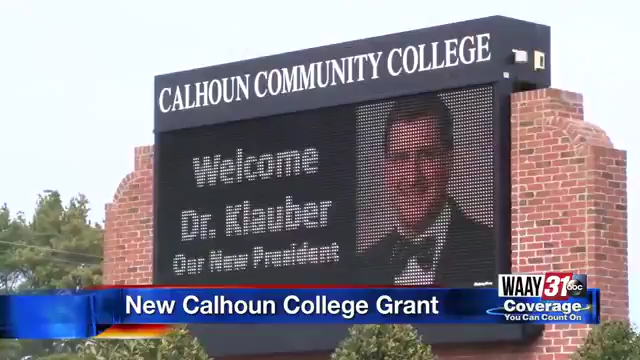 CALHOUN COMMUNITY COLLEGE
Welcome
Dr. Klauber
Our New President
New Calhoun College Grant
WAAY 31 abc
Coverage
You Can Count On